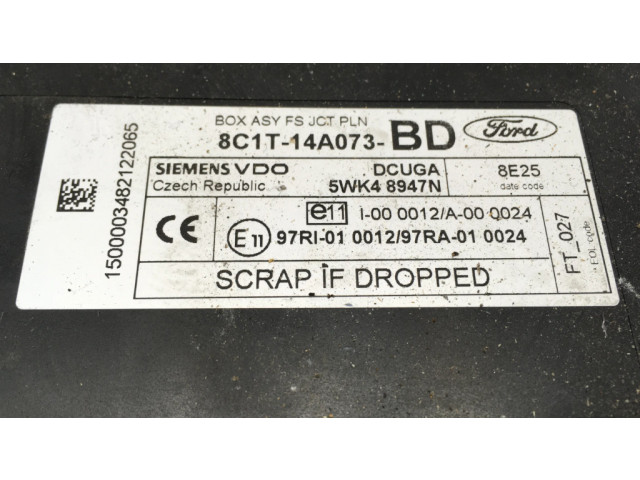 BOX ASY FS JCT PLN
8C1T-14A073-BD
Ford
SIEMENS VDO DCUGA 8E25
Czech Republic 5WK4 8947N date code
e11 I-00 0012/A-00 0024
CE E11 97RI-01 0012/97RA-01 0024
SCRAP IF DROPPED
FT_027
EOL code
1500003482122065